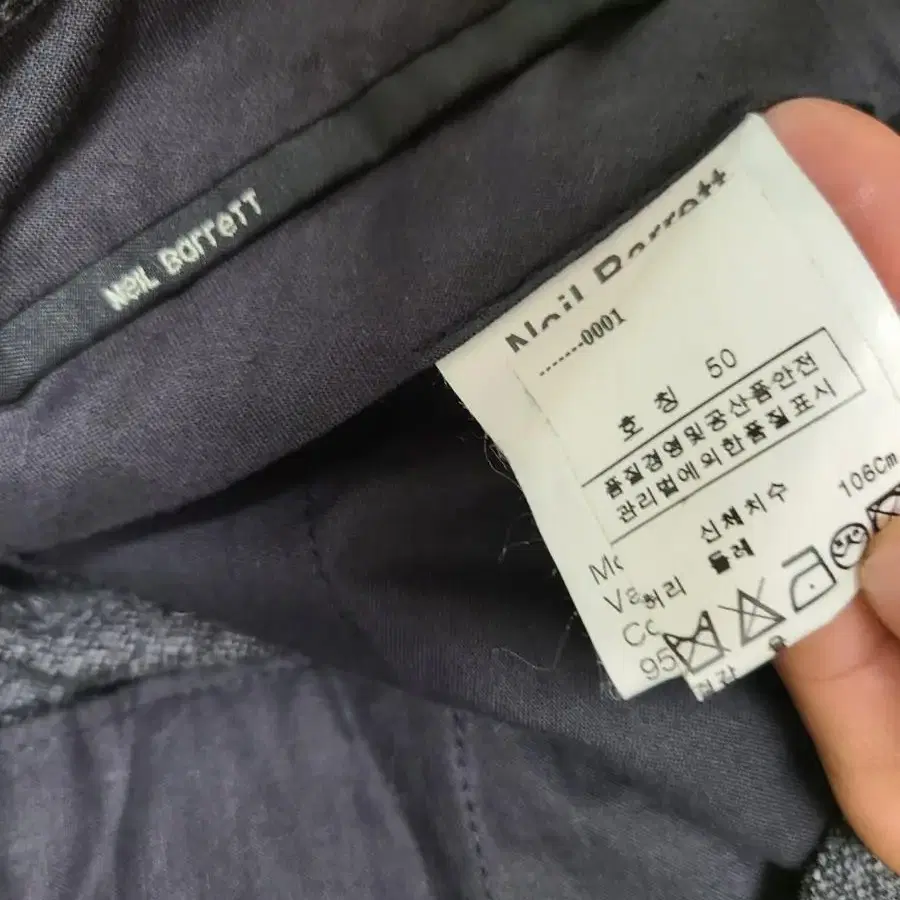 Neil Barrett
Neil Barrett
-------0001
호 칭 50
품질경영및공산품안전
관리법에의한품질표시
신체치수
둘레 106Cm
허리
95